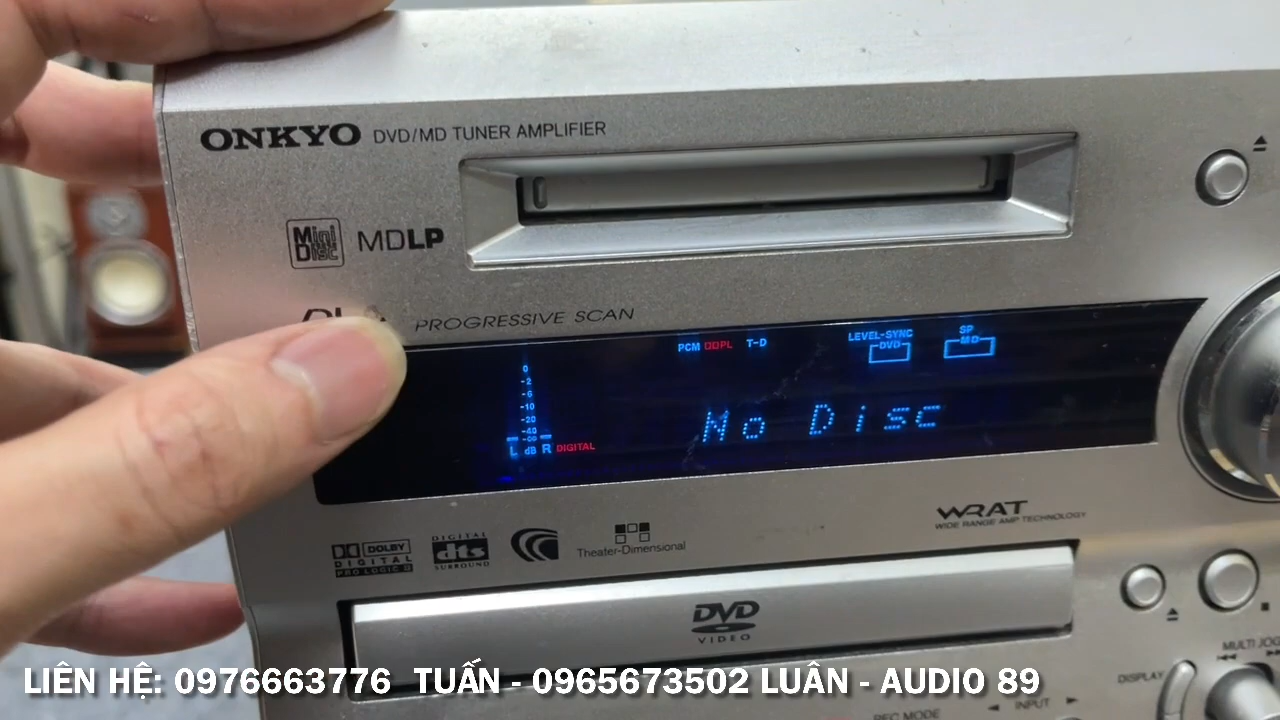 ONKYO DVD/MD TUNER AMPLIFIER
Mini Disc
MDLP
PROGRESSIVE SCAN
PCM DDPL T-D
LEVEL-SYNC
DVD
SP
MD
0
-2
-6
-10
-20
-40
-∞
L dB R DIGITAL
No Disc
WRAT
WIDE RANGE AMP TECHNOLOGY
DOLBY
DIGITAL
PRO LOGIC II
DIGITAL
dts
SURROUND
Theater-Dimensional
DVD
VIDEO
DISPLAY
INPUT
REC MODE
LIÊN HỆ: 0976663776 TUẤN - 0965673502 LUÂN - AUDIO 89